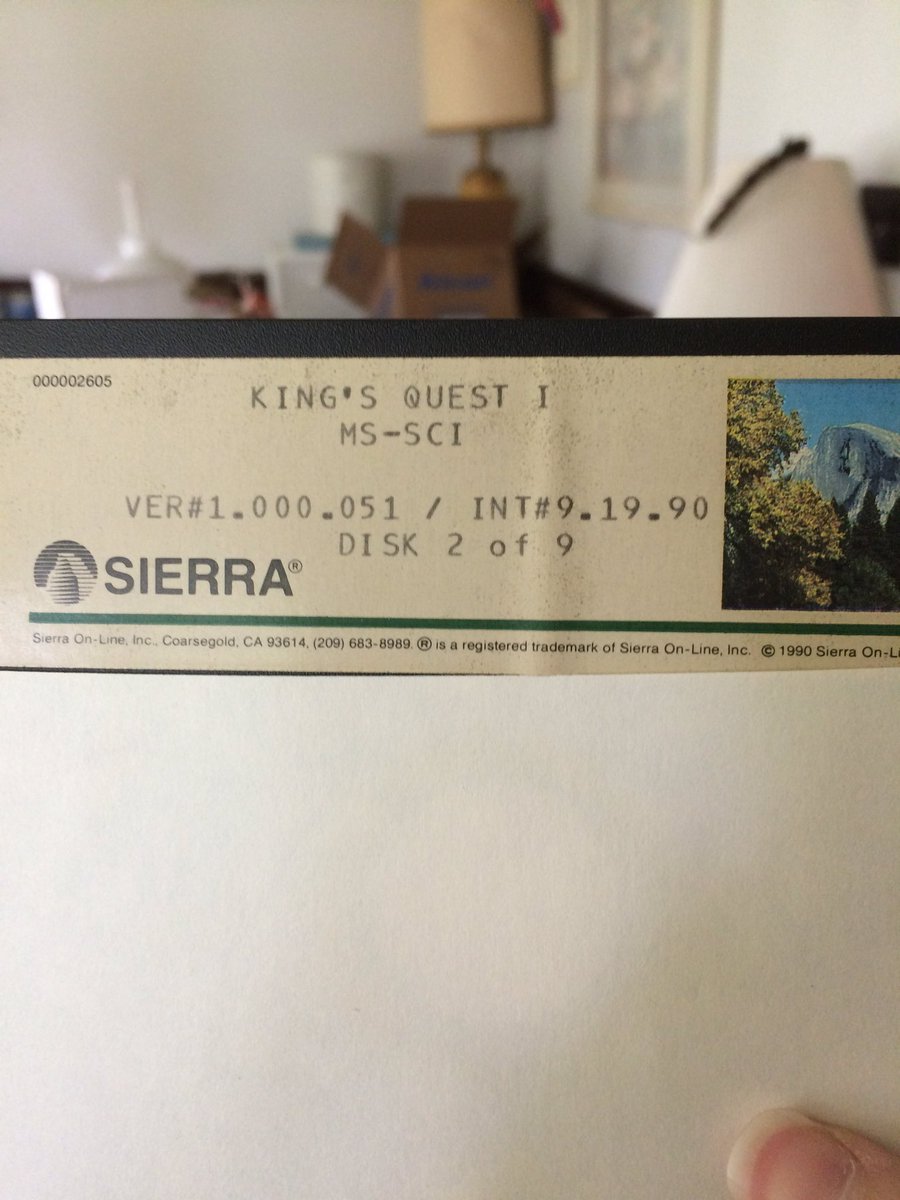 000002605
KING'S QUEST I
MS-SCI
VER#1.000.051 / INT#9.19.90
DISK 2 of 9
SIERRA®
Sierra On-Line, Inc., Coarsegold, CA 93614, (209) 683-8989. ® is a registered trademark of Sierra On-Line, Inc. © 1990 Sierra On-Li